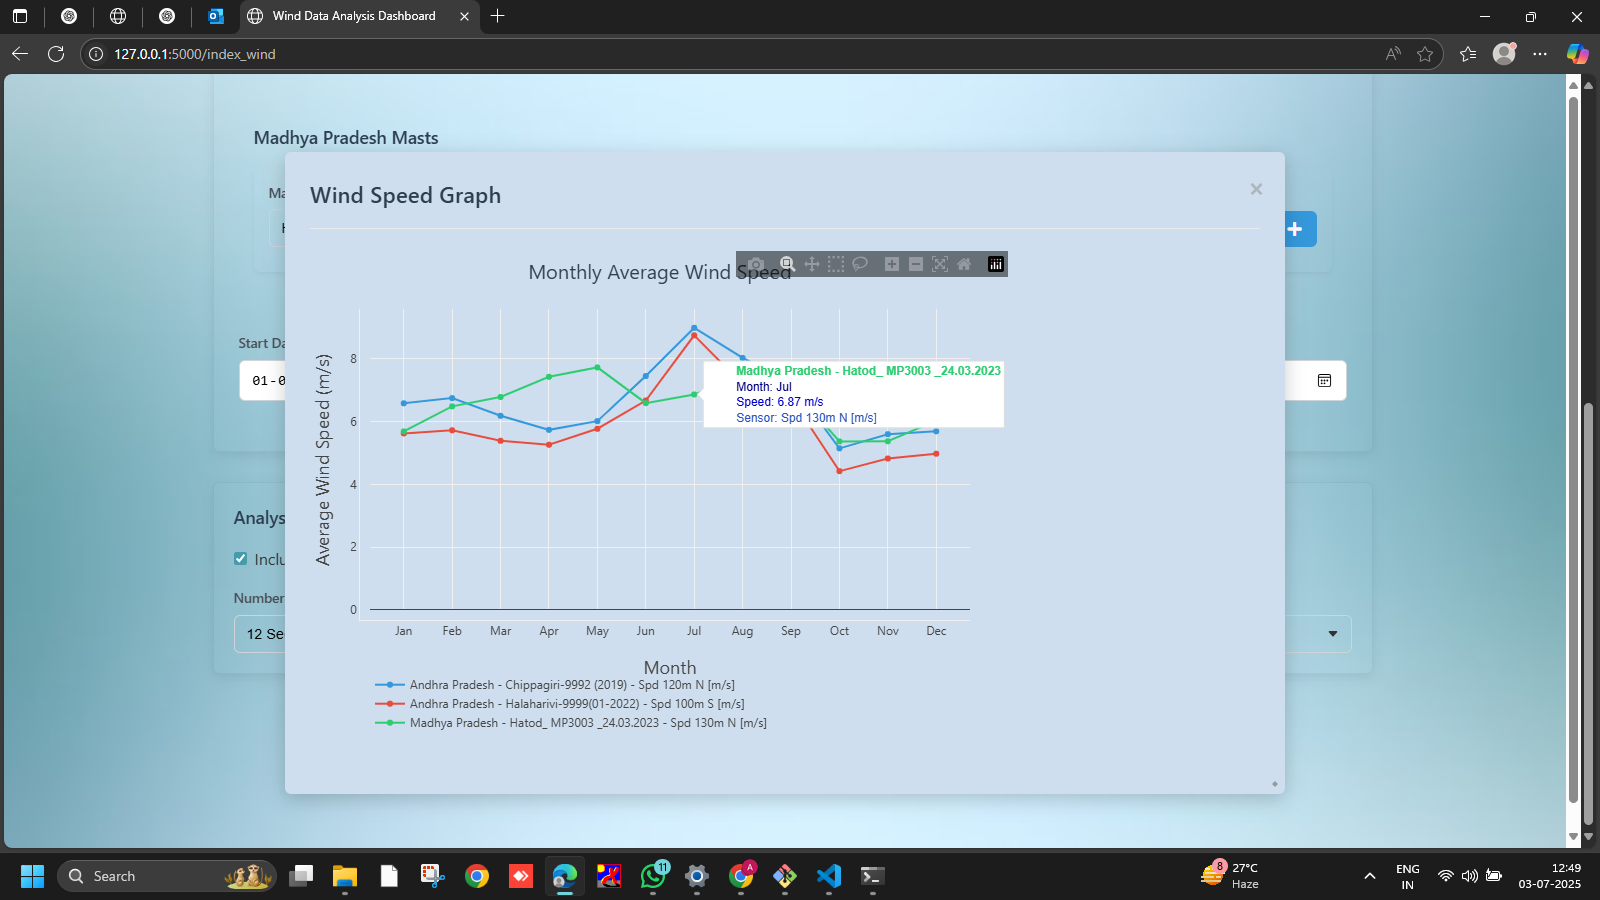 Wind Data Analysis Dashboard
127.0.0.1:5000/index_wind
Madhya Pradesh Masts
Wind Speed Graph
Monthly Average Wind Speed
Start Da
01-0
Average Wind Speed (m/s)
8
6
4
2
0
Madhya Pradesh - Hatod_ MP3003 _24.03.2023
Month: Jul
Speed: 6.87 m/s
Sensor: Spd 130m N [m/s]
Jan Feb Mar Apr May Jun Jul Aug Sep Oct Nov Dec
Month
Andhra Pradesh - Chippagiri-9992 (2019) - Spd 120m N [m/s]
Andhra Pradesh - Halaharivi-9999(01-2022) - Spd 100m S [m/s]
Madhya Pradesh - Hatod_ MP3003 _24.03.2023 - Spd 130m N [m/s]
Analys
Inclu
Number
12 Se
Search
11
A
8
27°C
Haze
ENG
IN
12:49
03-07-2025